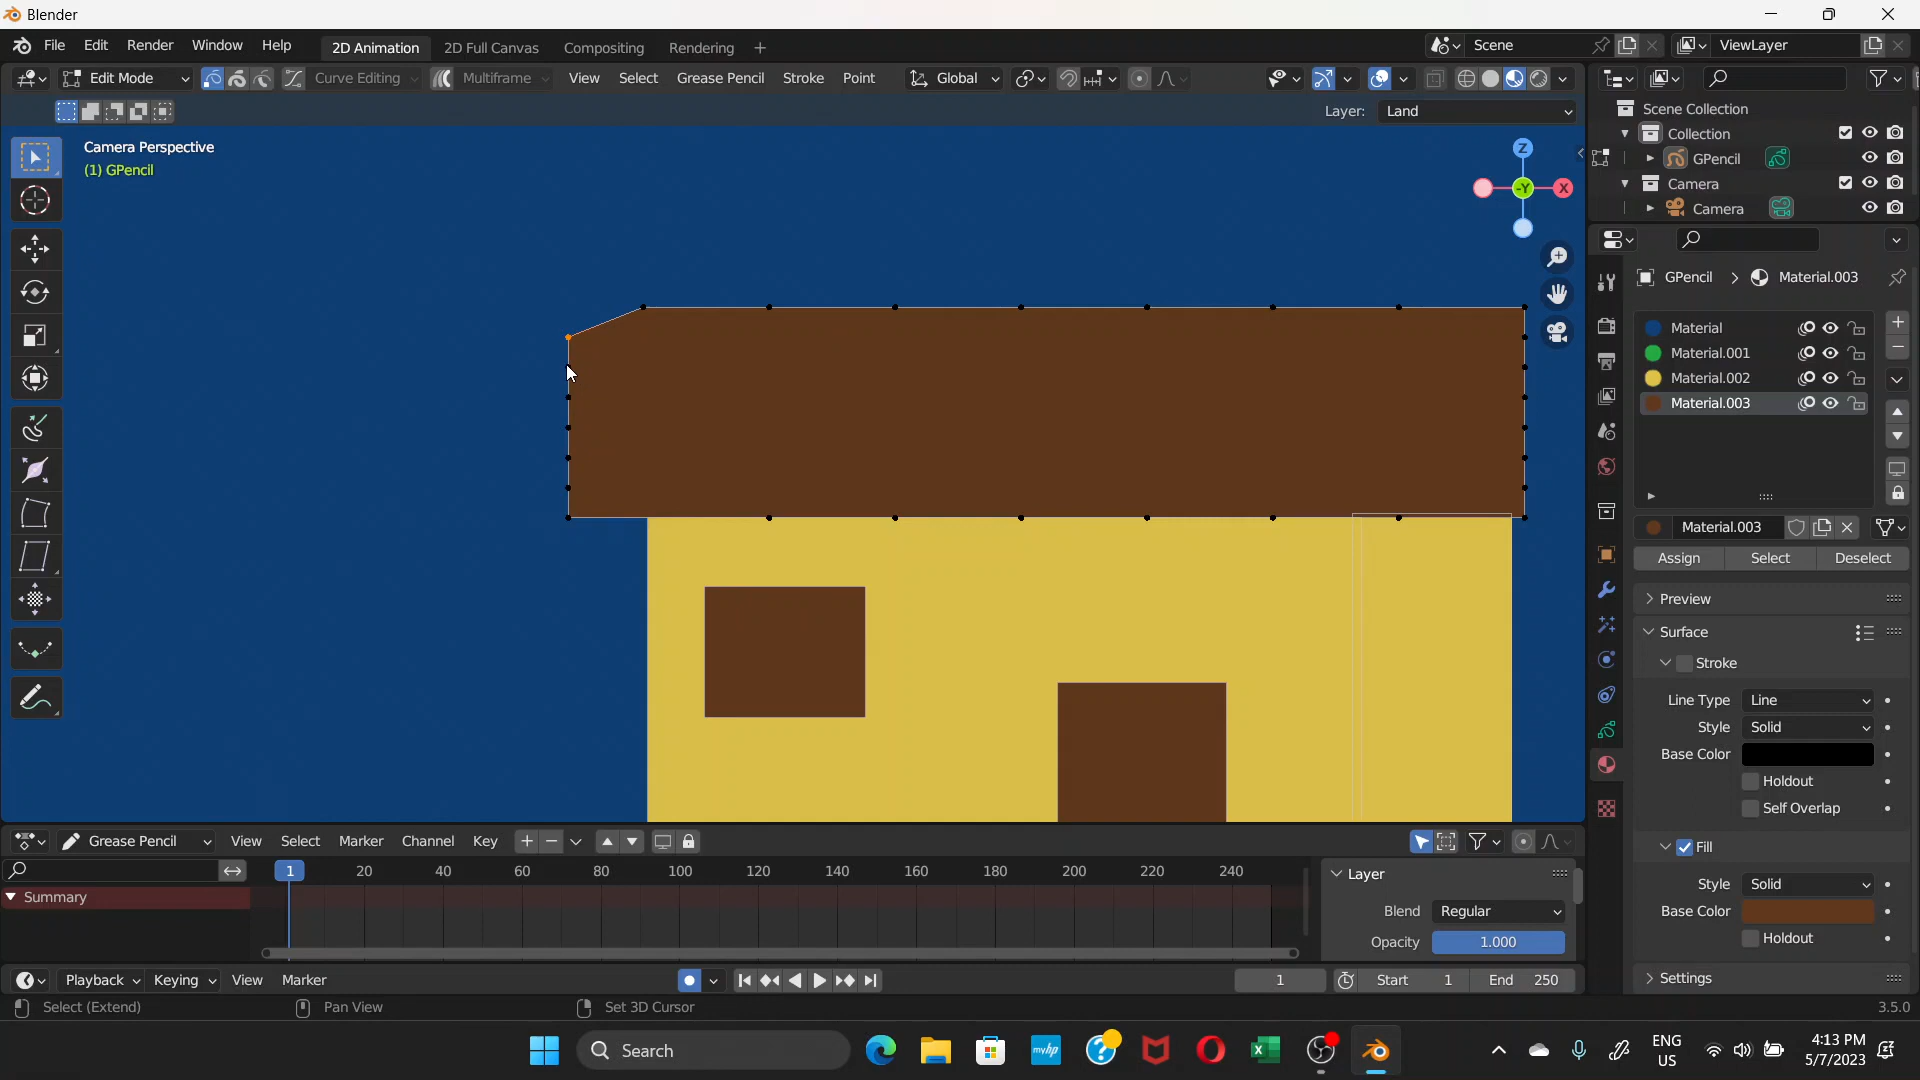 Blender
File Edit Render Window Help 2D Animation 2D Full Canvas Compositing Rendering + Scene ViewLayer
Edit Mode Curve Editing Multiframe View Select Grease Pencil Stroke Point Global
Layer: Land
Camera Perspective
(1) GPencil
Z
-Y
X
Scene Collection
Collection
GPencil
Camera
Camera
GPencil > Material.003
Material
Material.001
Material.002
Material.003
Material.003
Assign Select Deselect
Preview
Surface
Stroke
Line Type Line
Style Solid
Base Color
Holdout
Self Overlap
Fill
Style Solid
Base Color
Holdout
Settings
Grease Pencil View Select Marker Channel Key
1 20 40 60 80 100 120 140 160 180 200 220 240
Summary
Layer
Blend Regular
Opacity 1.000
Playback Keying View Marker 1 Start 1 End 250
Select (Extend) Pan View Set 3D Cursor 3.5.0
Search
myhp
ENG
US
4:13 PM
5/7/2023